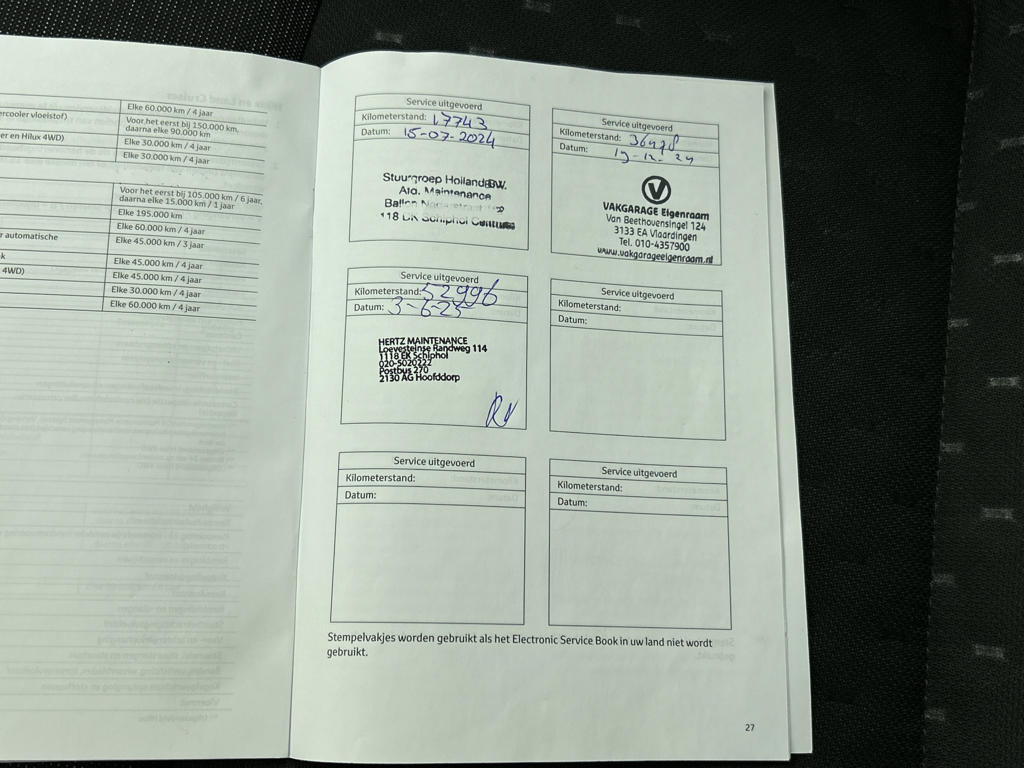 Elke 60.000 km / 4 jaar
ercooler vloeistof)
Voor het eerst bij 150.000 km,
daarna elke 90.000 km
er en Hilux 4WD)
Elke 30.000 km / 4 jaar
Elke 30.000 km / 4 jaar
Voor het eerst bij 105.000 km / 6 jaar,
daarna elke 15.000 km / 1 jaar
Elke 195.000 km
Elke 60.000 km / 4 jaar
r automatische
Elke 45.000 km / 3 jaar
k
Elke 45.000 km / 4 jaar
4WD)
Elke 45.000 km / 4 jaar
Elke 30.000 km / 4 jaar
Elke 60.000 km / 4 jaar
Service uitgevoerd
Kilometerstand: 17743
Datum: 15-07-2024
Stuurgroep Holland BW.
Ato. Maintenance
118 EK Schiphol Centrum
Service uitgevoerd
Kilometerstand: 36478
Datum: 19-12-24
VAKGARAGE Eigenraam
Van Beethovensingel 124
3133 EA Vlaardingen
Tel. 010-4357900
www.vakgarageeigenraam.nl
Service uitgevoerd
Kilometerstand: 52996
Datum: 3-6-25
HERTZ MAINTENANCE
Loevesteinse Randweg 114
1118 EK Schiphol
020-5020222
Postbus 270
2130 AG Hoofddorp
Service uitgevoerd
Kilometerstand:
Datum:
Service uitgevoerd
Kilometerstand:
Datum:
Service uitgevoerd
Kilometerstand:
Datum:
Stempelvakjes worden gebruikt als het Electronic Service Book in uw land niet wordt
gebruikt.
27